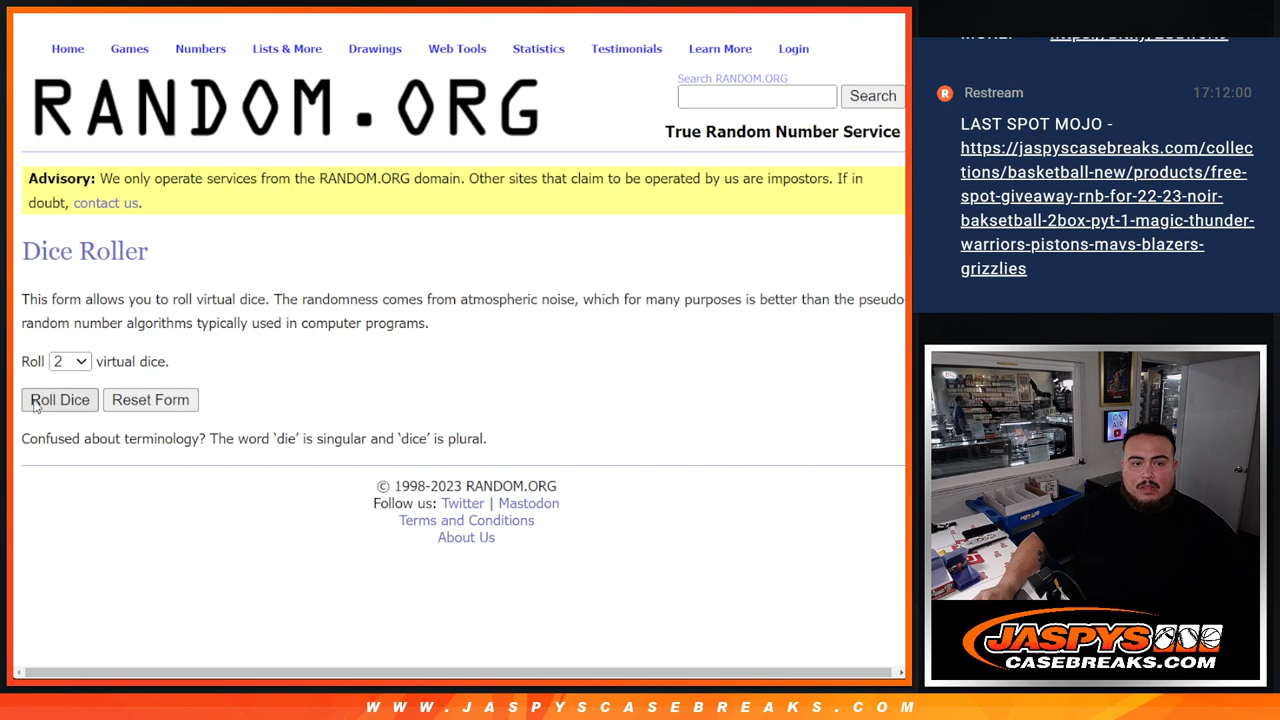 Home Games Numbers Lists & More Drawings Web Tools Statistics Testimonials Learn More Login
RANDOM.ORG
Search RANDOM.ORG
Search
True Random Number Service
Advisory: We only operate services from the RANDOM.ORG domain. Other sites that claim to be operated by us are impostors. If in
doubt, contact us.
Dice Roller
This form allows you to roll virtual dice. The randomness comes from atmospheric noise, which for many purposes is better than the pseudo-
random number algorithms typically used in computer programs.
Roll 2 virtual dice.
Roll Dice Reset Form
Confused about terminology? The word ‘die’ is singular and ‘dice’ is plural.
© 1998-2023 RANDOM.ORG
Follow us: Twitter | Mastodon
Terms and Conditions
About Us
Restream 17:12:00
LAST SPOT MOJO -
https://jaspyscasebreaks.com/collec
tions/basketball-new/products/free-
spot-giveaway-rnb-for-22-23-noir-
baksetball-2box-pyt-1-magic-thunder-
warriors-pistons-mavs-blazers-
grizzlies
ON
AIR
JASPYS
CASEBREAKS.COM
WWW.JASPYSCASEBREAKS.COM